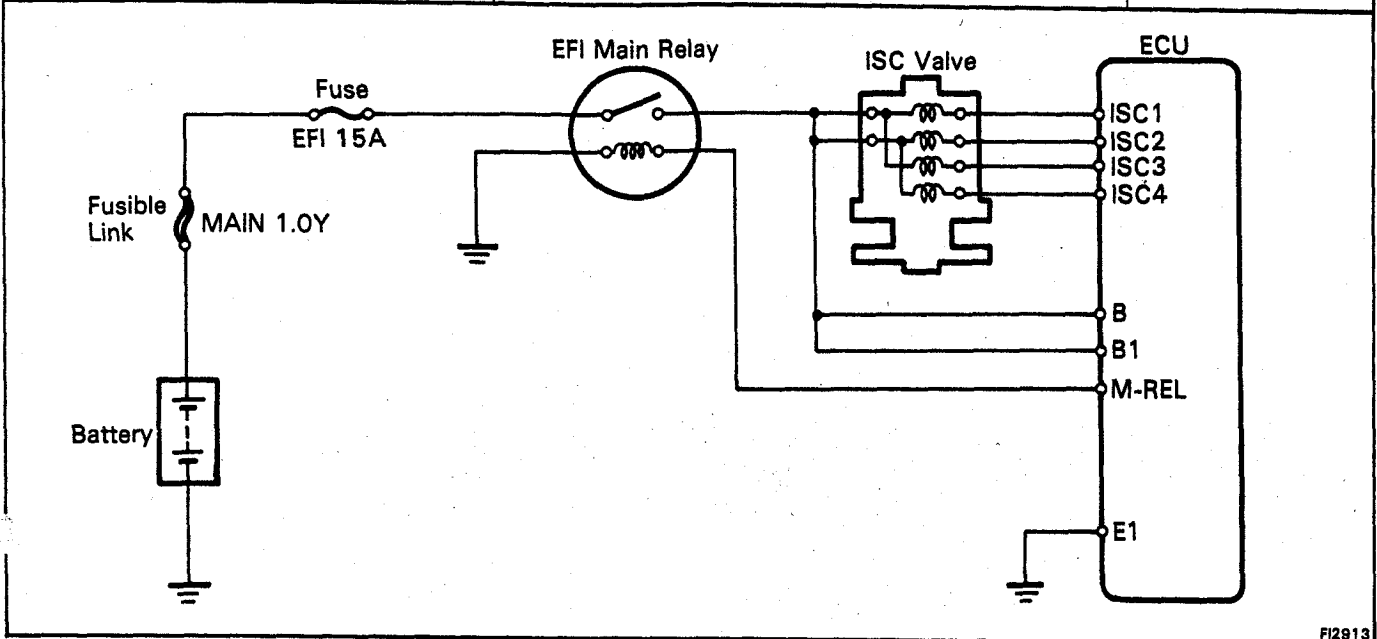 EFI Main Relay
ISC Valve
ECU
Fuse
EFI 15A
ISC1
ISC2
ISC3
ISC4
Fusible
Link
MAIN 1.0Y
B
B1
M-REL
Battery
E1
FI2913